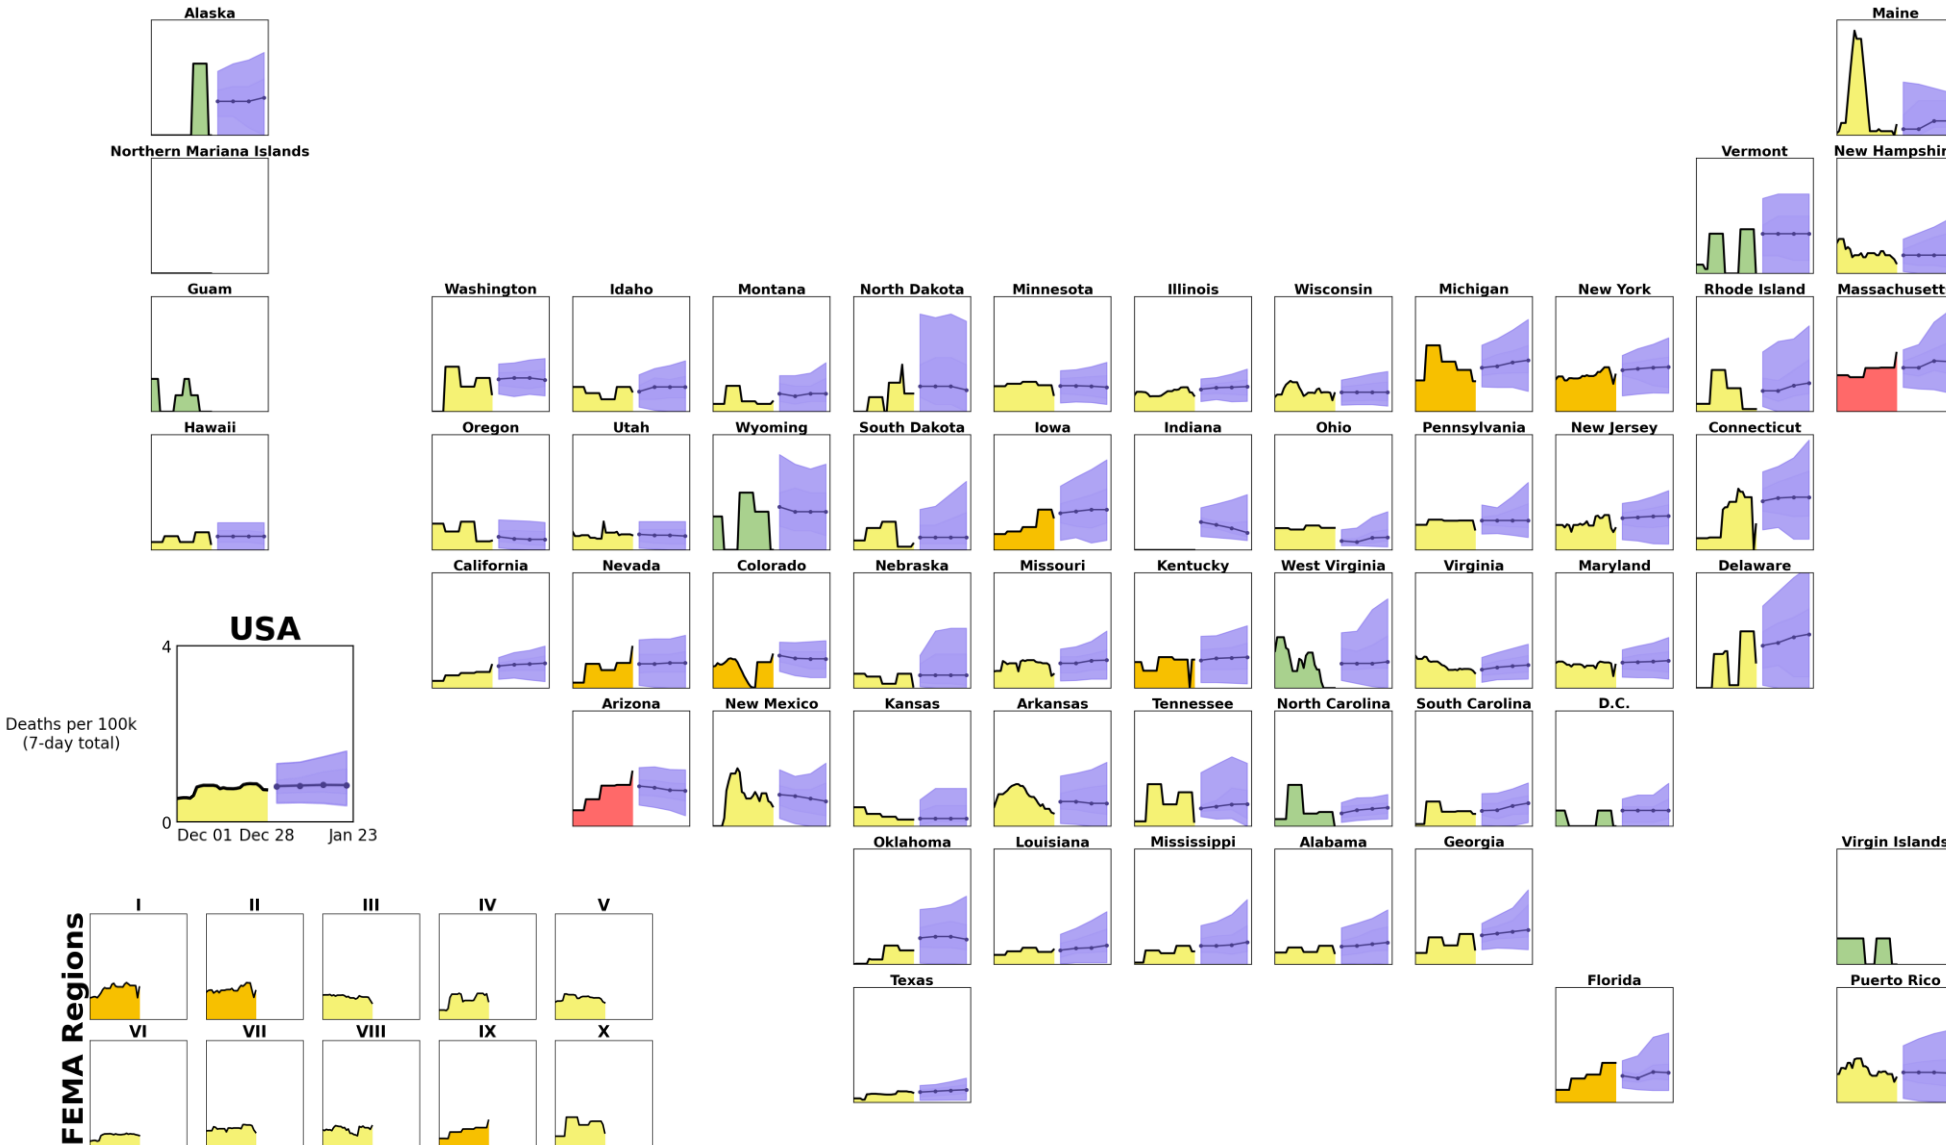 Alaska
Maine
Northern Mariana Islands
Vermont
New Hampshir
Guam
Washington
Idaho
Montana
North Dakota
Minnesota
Illinois
Wisconsin
Michigan
New York
Rhode Island
Massachusett
Hawaii
Oregon
Utah
Wyoming
South Dakota
Iowa
Indiana
Ohio
Pennsylvania
New Jersey
Connecticut
California
Nevada
Colorado
Nebraska
Missouri
Kentucky
West Virginia
Virginia
Maryland
Delaware
USA
4
Deaths per 100k
(7-day total)
0
Dec 01 Dec 28 Jan 23
Arizona
New Mexico
Kansas
Arkansas
Tennessee
North Carolina
South Carolina
D.C.
Oklahoma
Louisiana
Mississippi
Alabama
Georgia
Virgin Islands
FEMA Regions
I
II
III
IV
V
Texas
Florida
Puerto Rico
VI
VII
VIII
IX
X